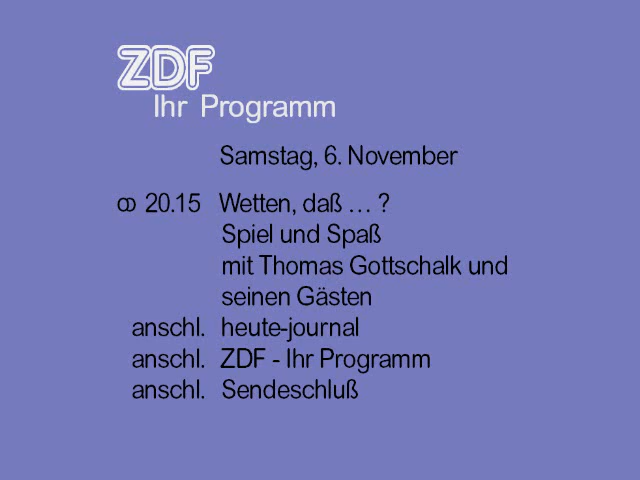 ZDF
Ihr Programm
Samstag, 6. November
ꝏ 20.15 Wetten, daß ... ?
Spiel und Spaß
mit Thomas Gottschalk und
seinen Gästen
anschl. heute-journal
anschl. ZDF - Ihr Programm
anschl. Sendeschluß